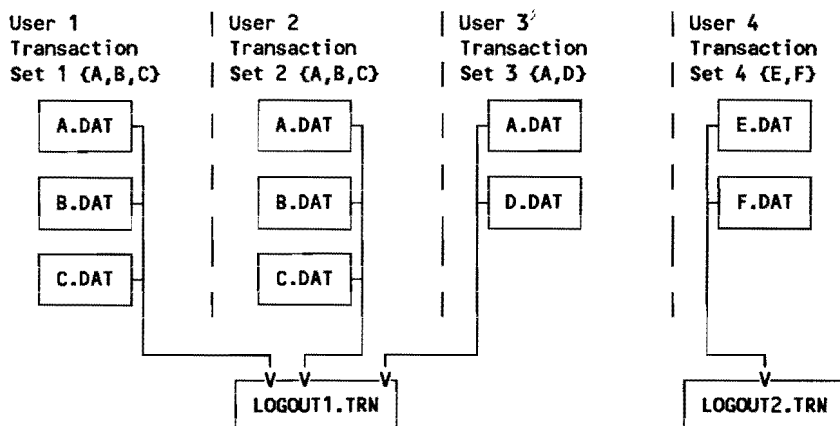 User 1 | User 2 | User 3 | User 4
Transaction | Transaction | Transaction | Transaction
Set 1 {A,B,C} | Set 2 {A,B,C} | Set 3 {A,D} | Set 4 {E,F}
A.DAT A.DAT A.DAT E.DAT
B.DAT B.DAT D.DAT F.DAT
C.DAT C.DAT
V V V V
LOGOUT1.TRN LOGOUT2.TRN